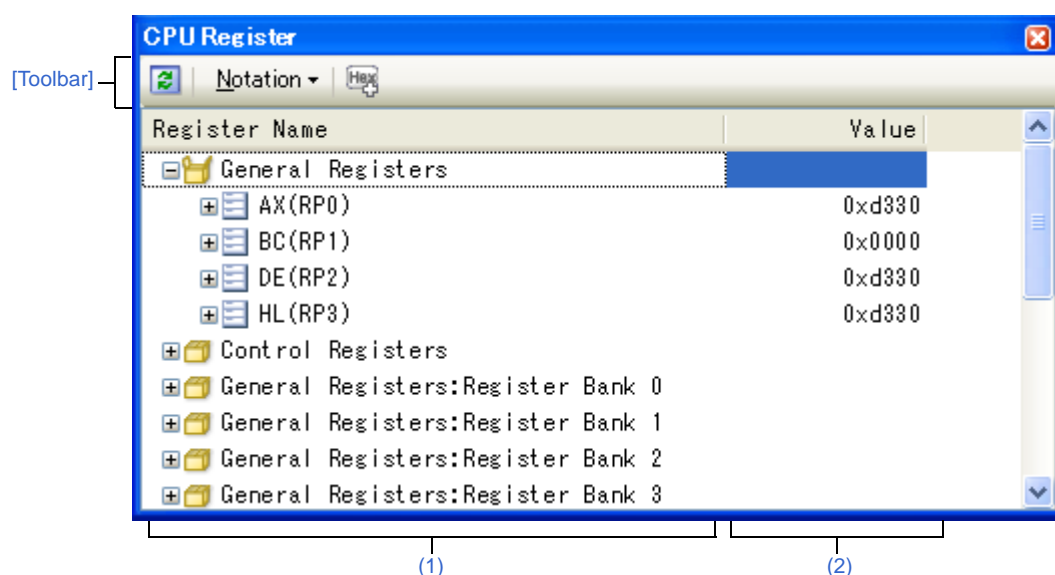 CPU Register
[Toolbar]
Notation
Hex
Register Name Value
General Registers
AX(RP0) 0xd330
BC(RP1) 0x0000
DE(RP2) 0xd330
HL(RP3) 0xd330
Control Registers
General Registers:Register Bank 0
General Registers:Register Bank 1
General Registers:Register Bank 2
General Registers:Register Bank 3
(1) (2)